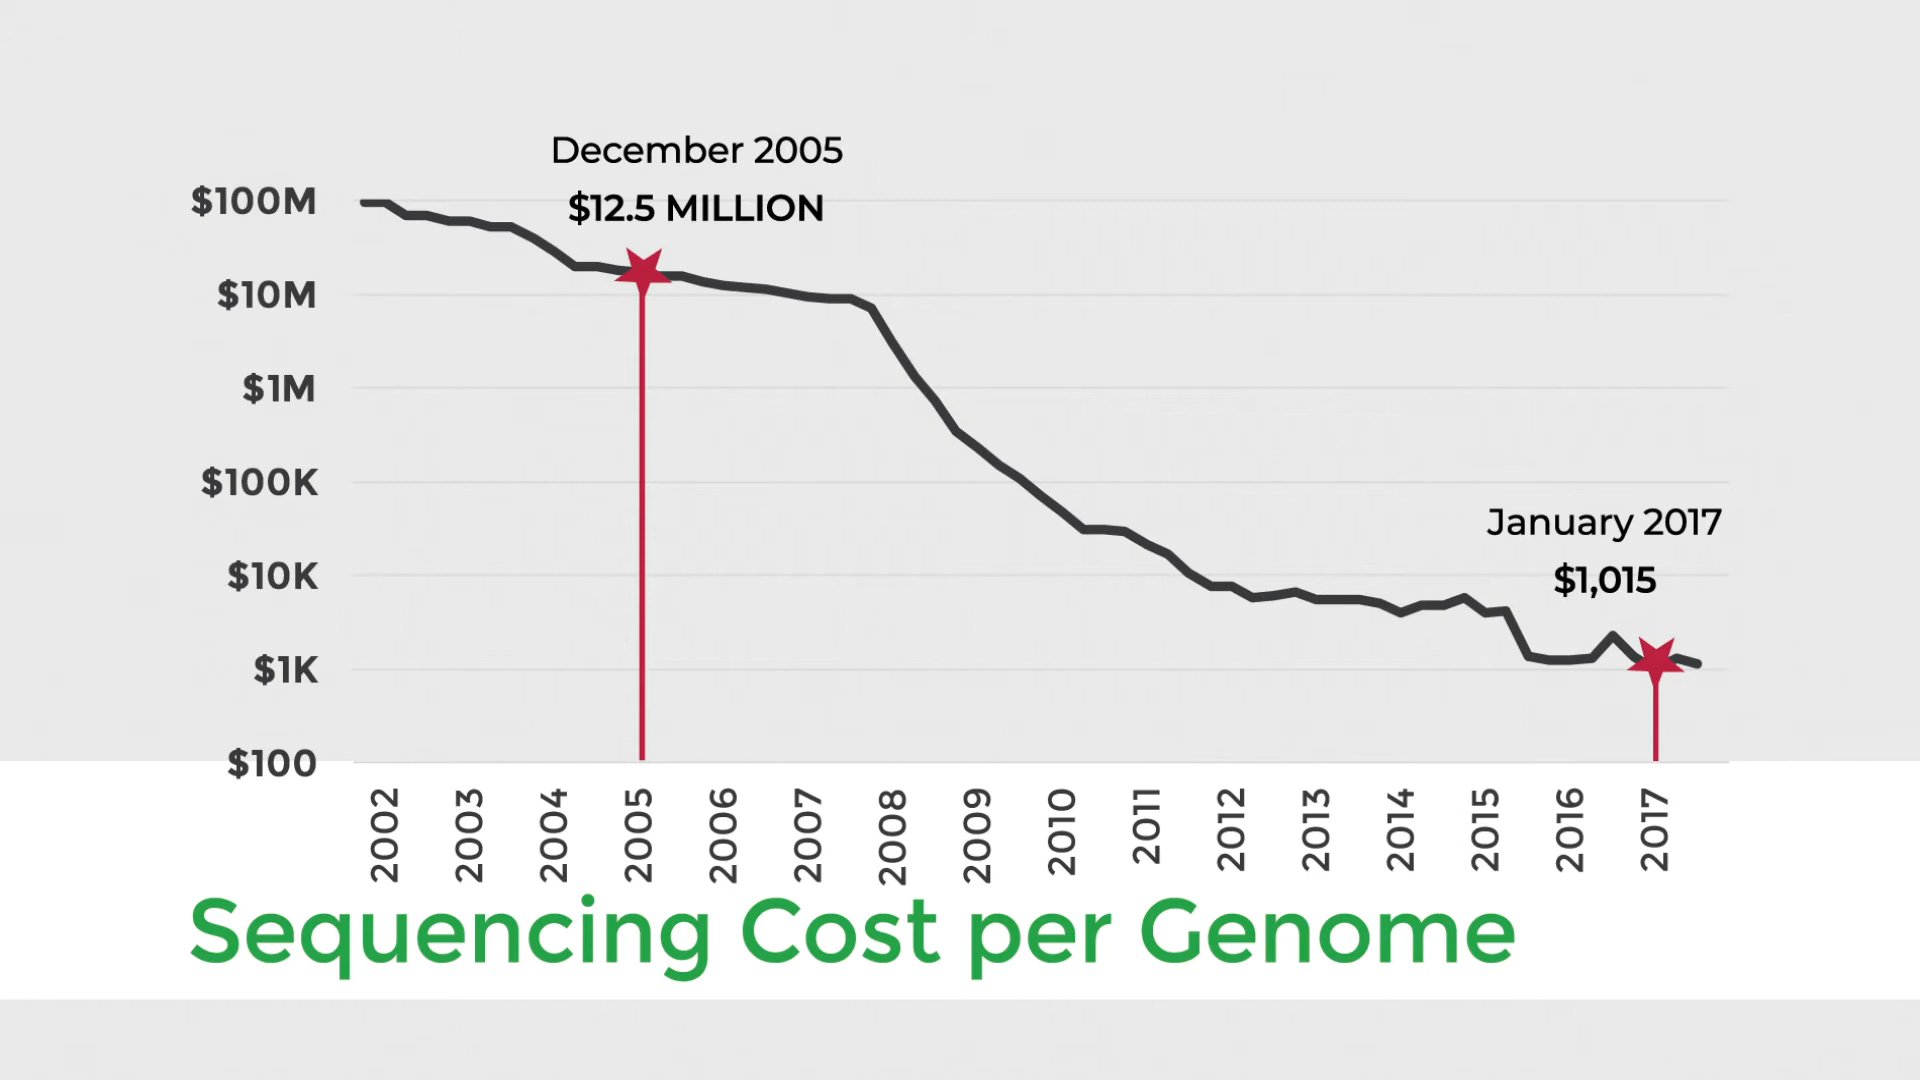 December 2005
$12.5 MILLION
$100M
$10M
$1M
$100K
$10K
$1K
$100
January 2017
$1,015
2002
2003
2004
2005
2006
2007
2008
2009
2010
2011
2012
2013
2014
2015
2016
2017
Sequencing Cost per Genome